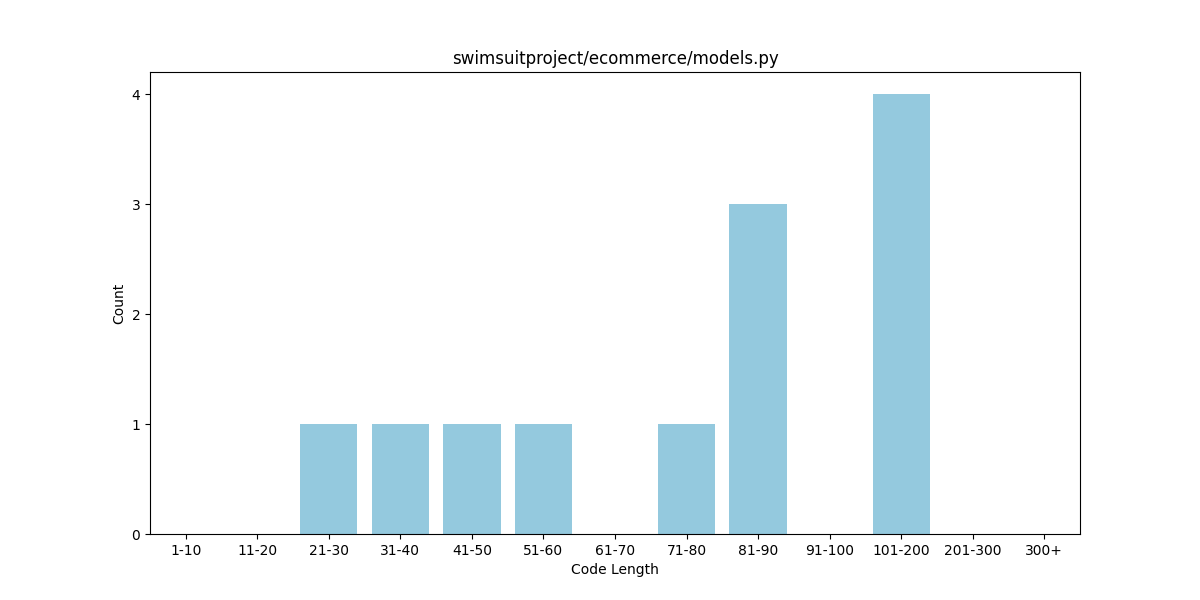 swimsuitproject/ecommerce/models.py
4
3
2
1
0
Count
1-10 11-20 21-30 31-40 41-50 51-60 61-70 71-80 81-90 91-100 101-200 201-300 300+
Code Length